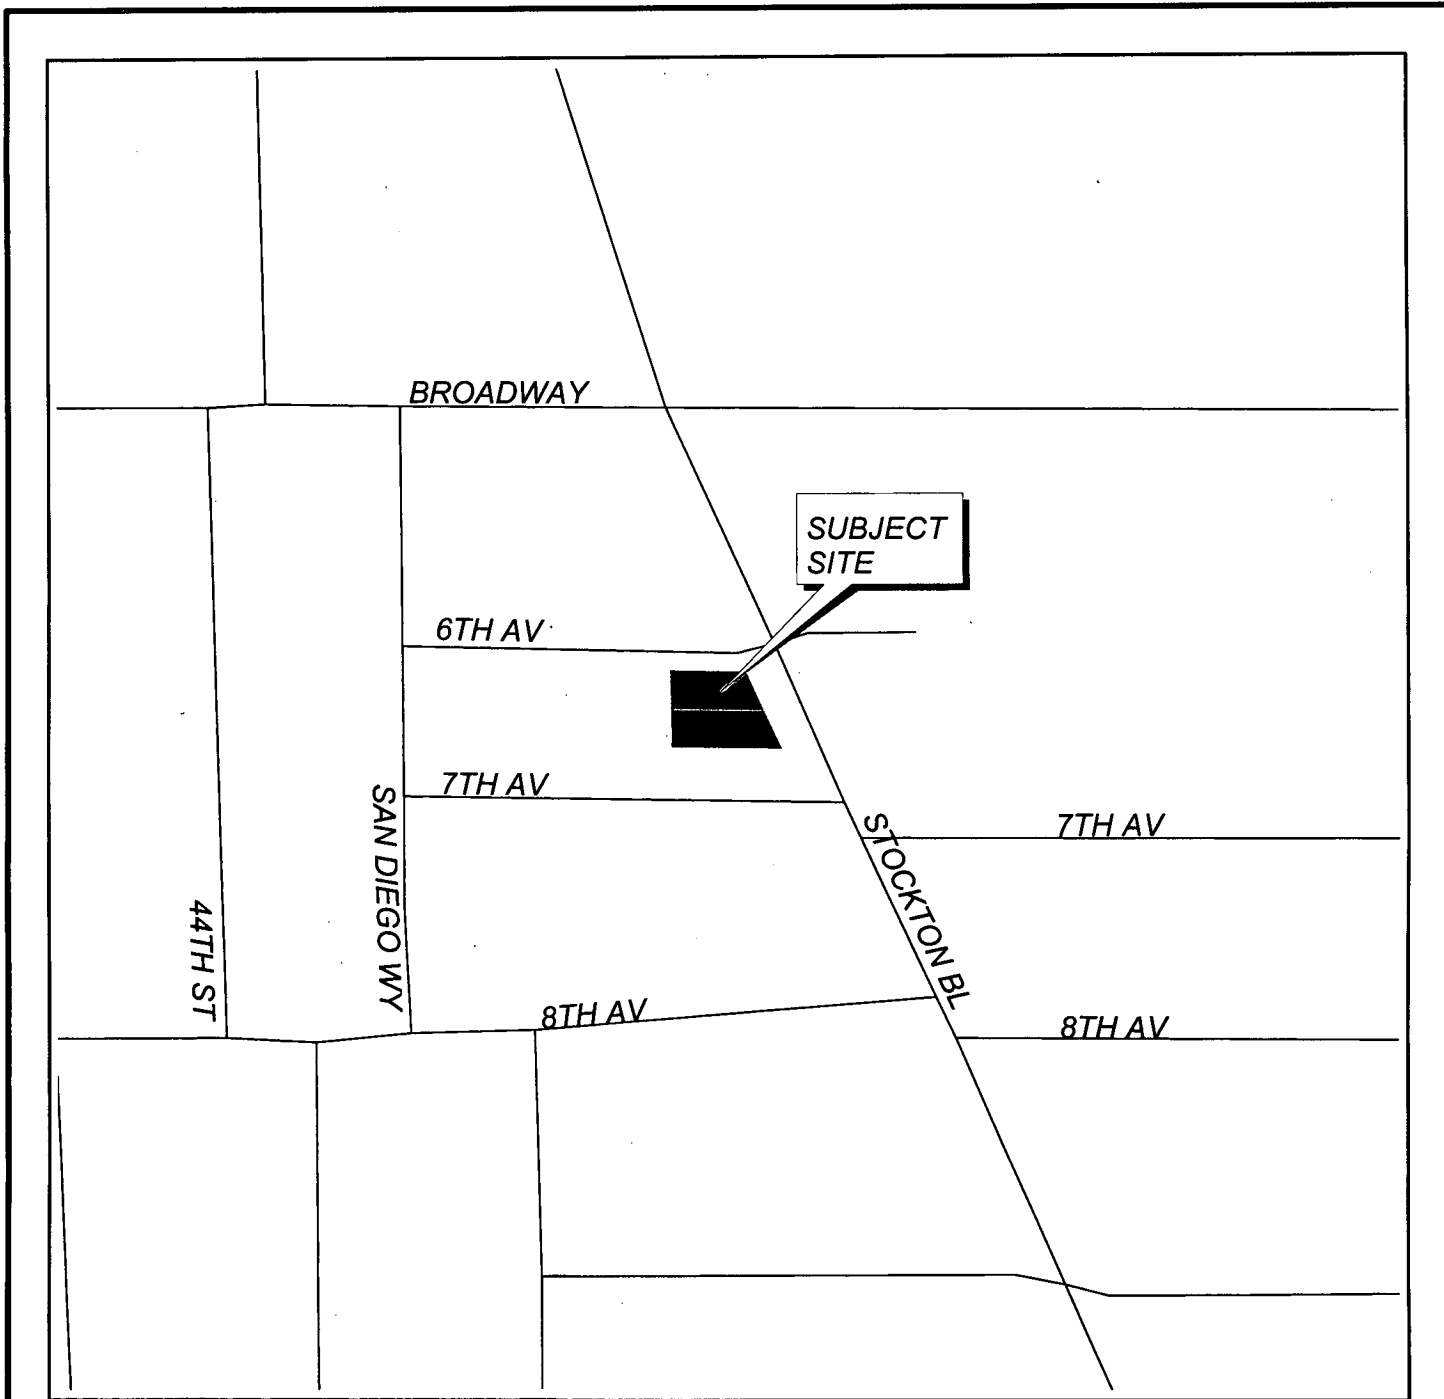 BROADWAY
SUBJECT
SITE
6TH AV
7TH AV
SAN DIEGO WY
STOCKTON BL
7TH AV
44TH ST
8TH AV
8TH AV